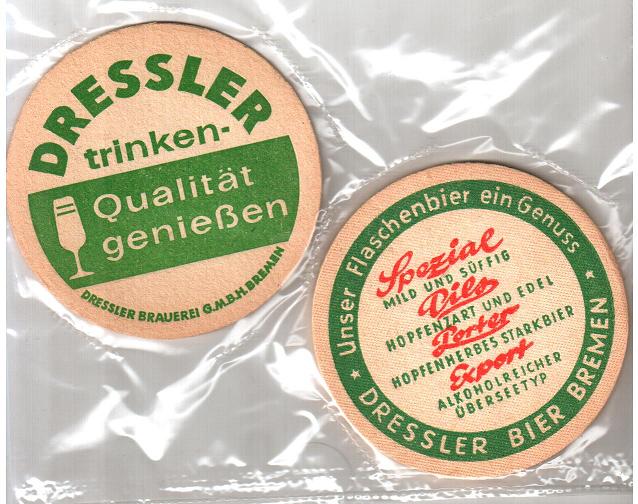 DRESSLER
trinken-
Qualität
genießen
DRESSLER BRAUEREI G.M.B.H. BREMEN
Unser Flaschenbier ein Genuss
Spezial
MILD UND SÜFFIG
Pils
HOPFENZART UND EDEL
Porter
HOPFENHERBES STARKBIER
Export
ALKOHOLREICHER
ÜBERSEETYP
DRESSLER BIER BREMEN